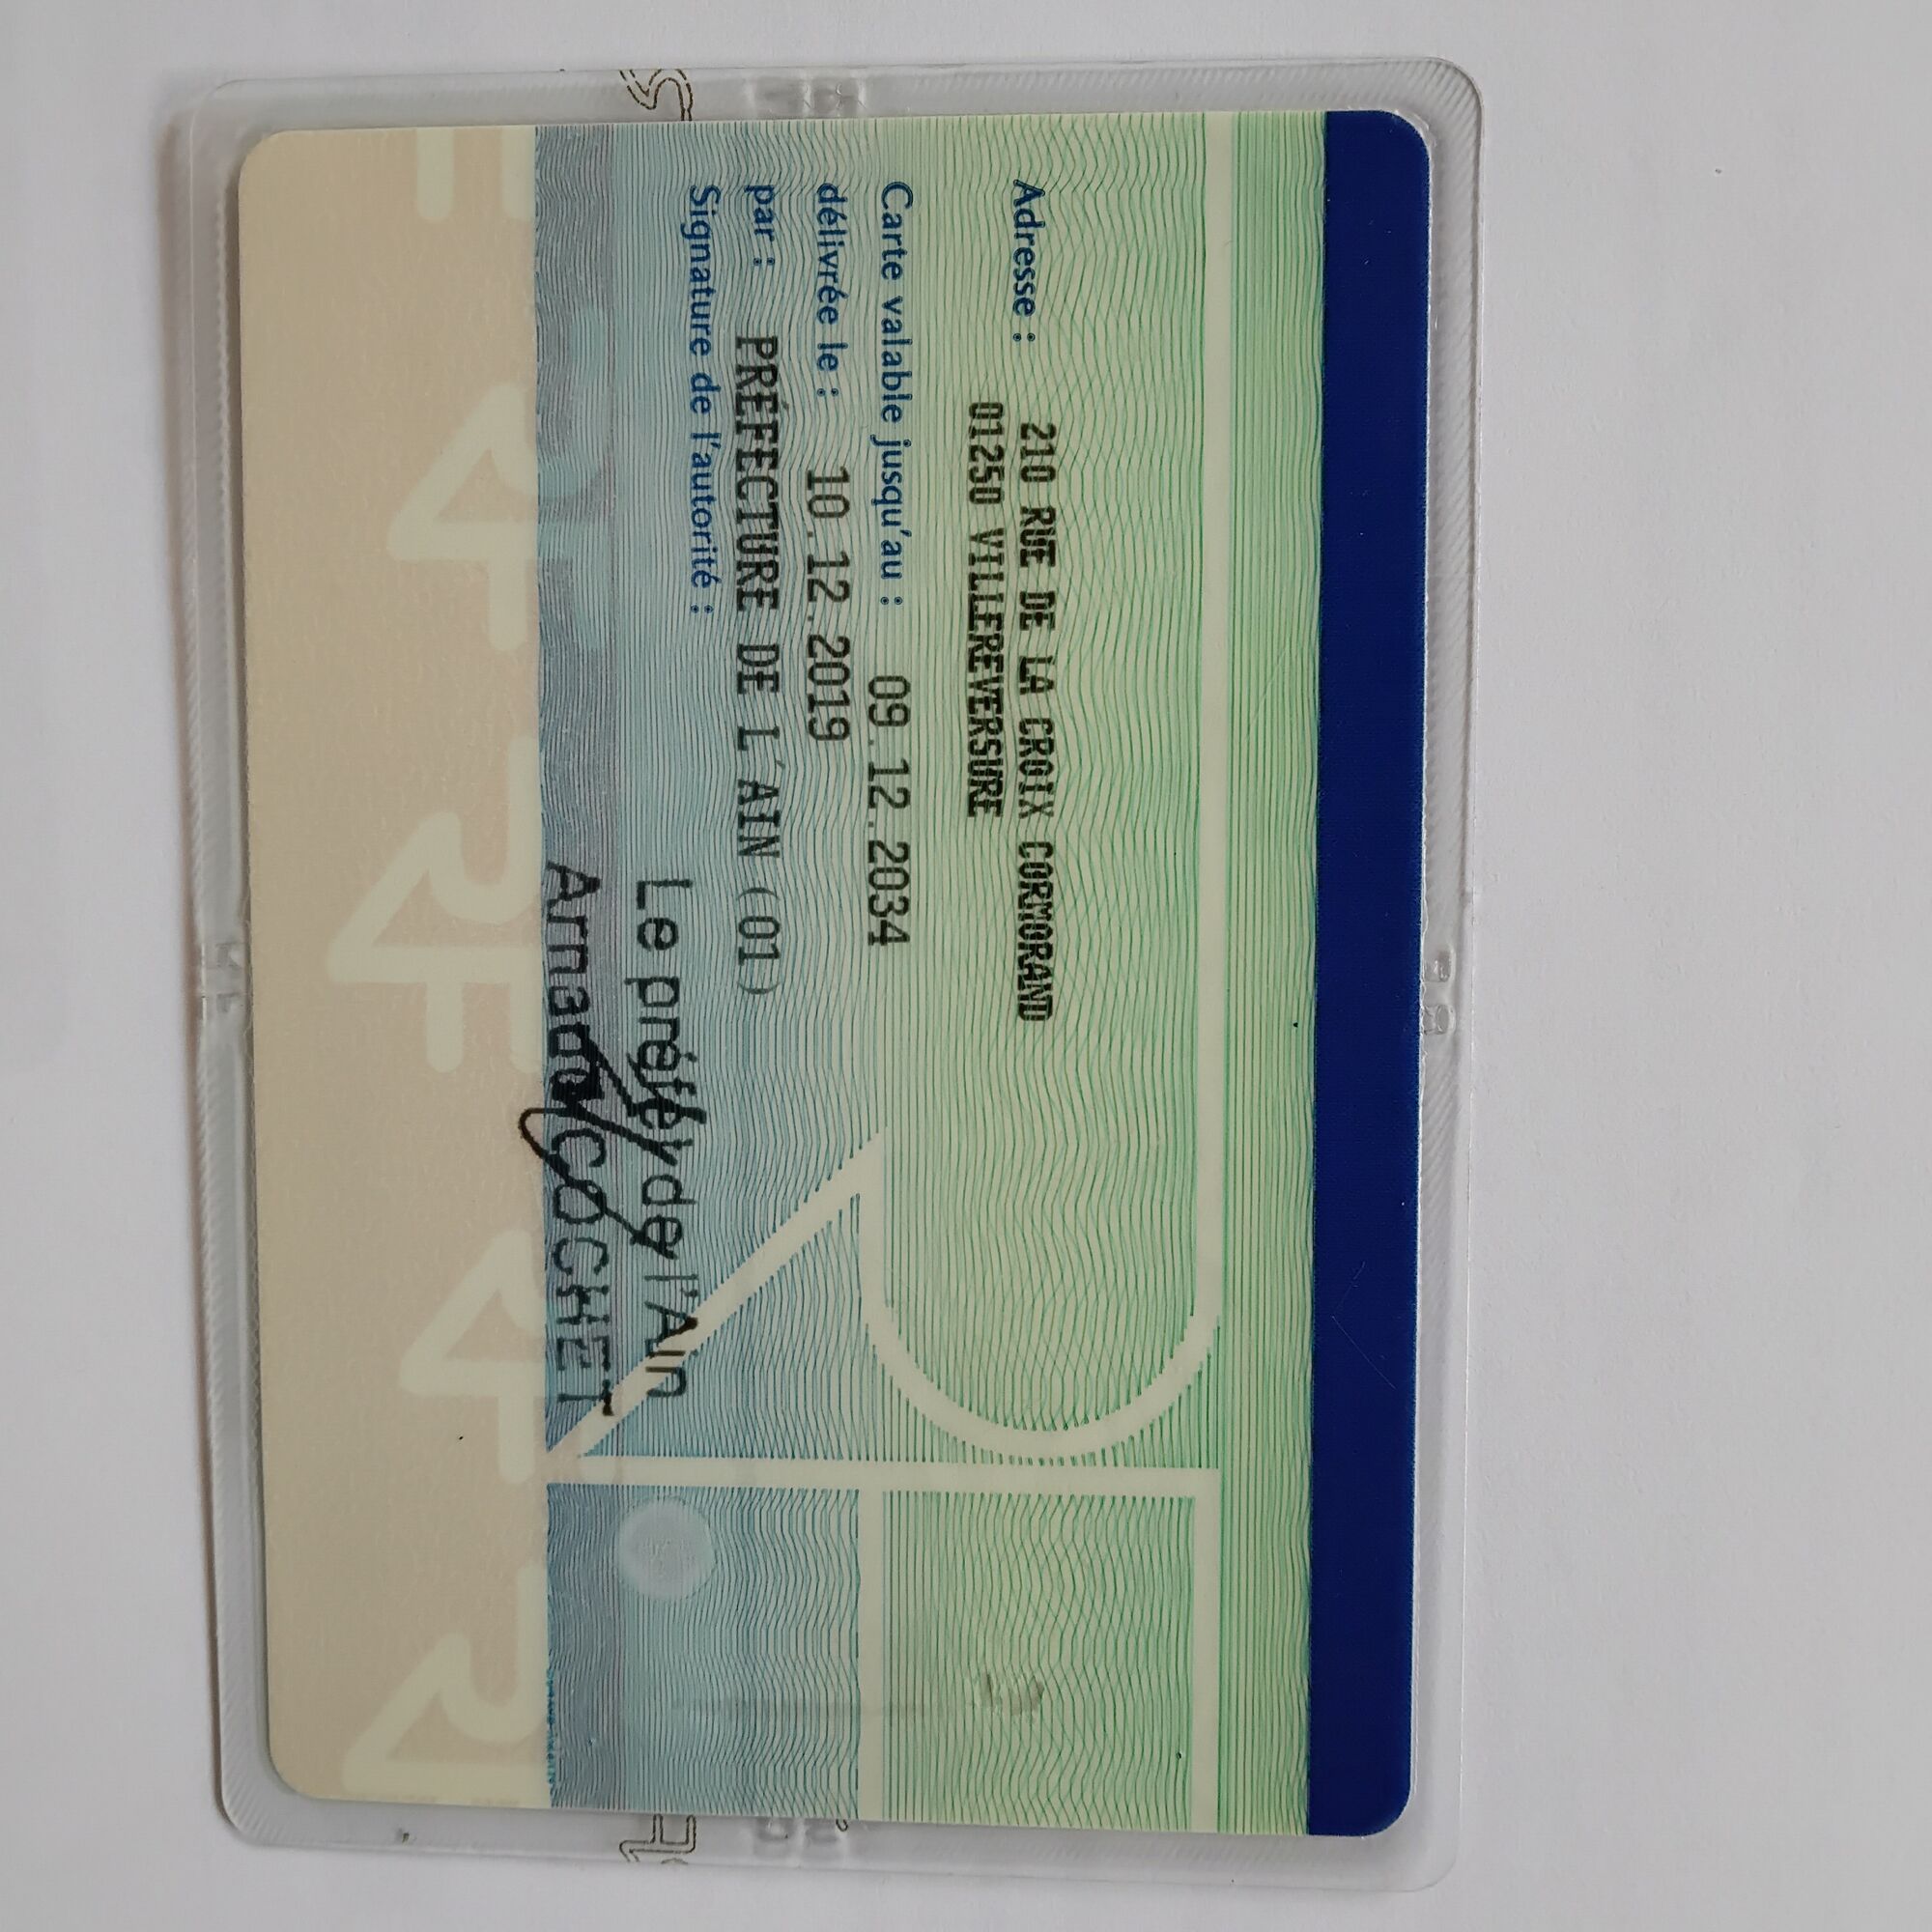 Adresse : 210 RUE DE LA CROIX CORMORAND
01250 VILLEREVERSURE
Carte valable jusqu'au : 09.12.2034
délivrée le : 10.12.2019
par : PRÉFECTURE DE L'AIN (01)
Signature de l'autorité :
Le préfet de l'Ain
Arnaud COCHET